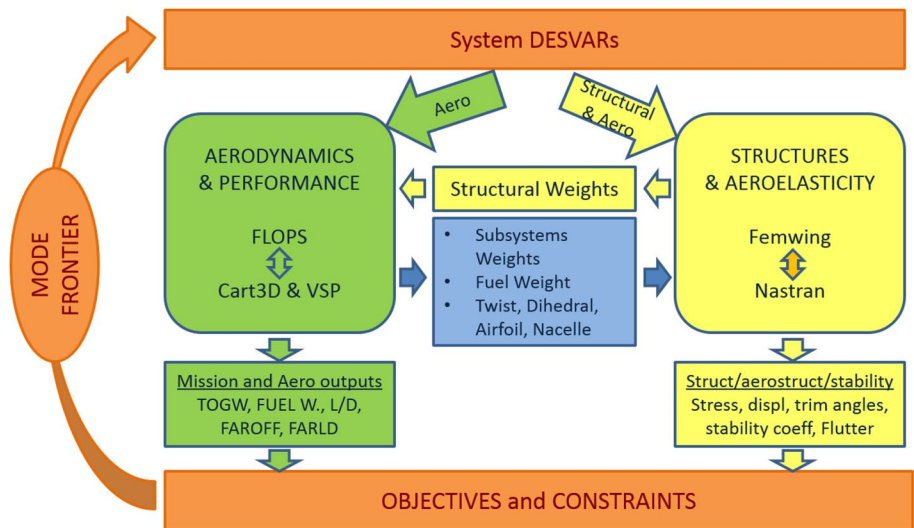 System DESVARs
Aero
Structural
& Aero
AERODYNAMICS
& PERFORMANCE
FLOPS
Cart3D & VSP
Structural Weights
• Subsystems
Weights
• Fuel Weight
• Twist, Dihedral,
Airfoil, Nacelle
STRUCTURES
& AEROELASTICITY
Femwing
Nastran
MODE
FRONTIER
Mission and Aero outputs
TOGW, FUEL W., L/D,
FAROFF, FARLD
Struct/aerostruct/stability
Stress, displ, trim angles,
stability coeff, Flutter
OBJECTIVES and CONSTRAINTS